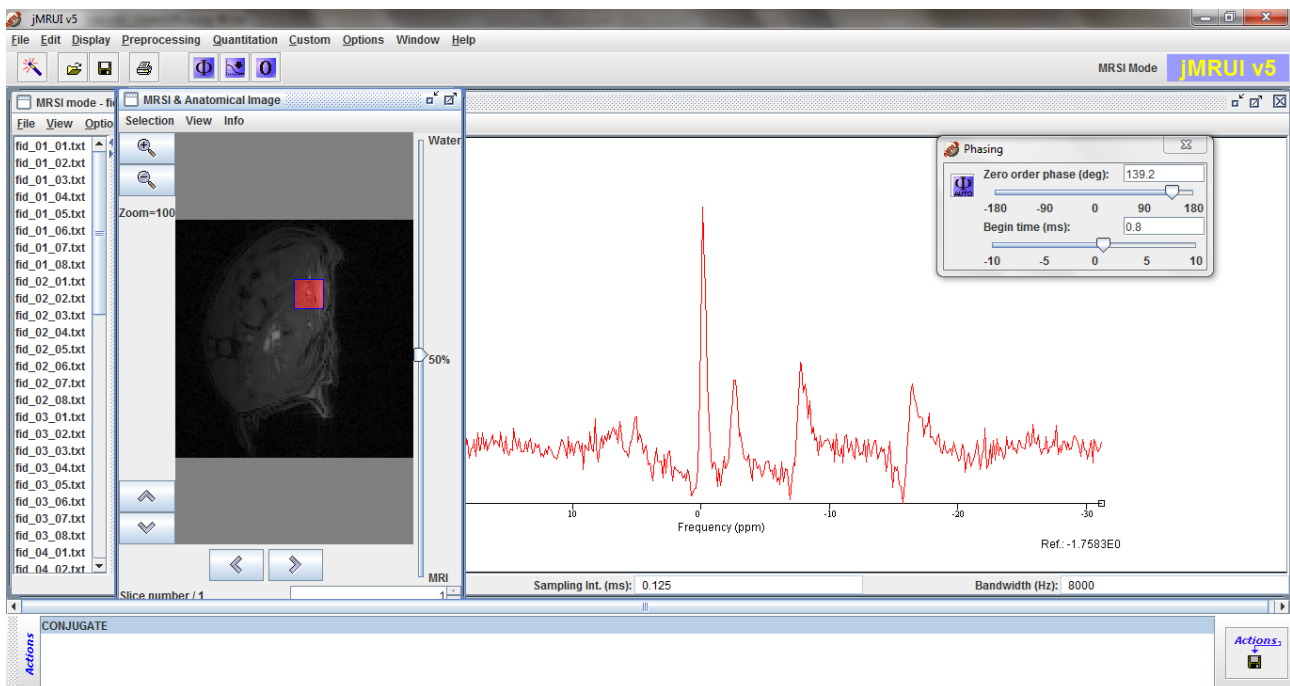 jMRUI v5
File Edit Display Preprocessing Quantitation Custom Options Window Help
MRSI Mode jMRUI v5
MRSI mode - fi
File View Optio
fid_01_01.txt
fid_01_02.txt
fid_01_03.txt
fid_01_04.txt
fid_01_05.txt
fid_01_06.txt
fid_01_07.txt
fid_01_08.txt
fid_02_01.txt
fid_02_02.txt
fid_02_03.txt
fid_02_04.txt
fid_02_05.txt
fid_02_06.txt
fid_02_07.txt
fid_02_08.txt
fid_03_01.txt
fid_03_02.txt
fid_03_03.txt
fid_03_04.txt
fid_03_05.txt
fid_03_06.txt
fid_03_07.txt
fid_03_08.txt
fid_04_01.txt
fid_04_02.txt
MRSI & Anatomical Image
Selection View Info
Water
Zoom=100
50%
MRI
Slice number / 1 1
Phasing
Φ AUTO
Zero order phase (deg): 139.2
-180 -90 0 90 180
Begin time (ms): 0.8
-10 -5 0 5 10
10 0 -10 -20 -30
Frequency (ppm)
Ref.: -1.7583E0
Sampling Int. (ms): 0.125 Bandwidth (Hz): 8000
Actions
CONJUGATE
Actions